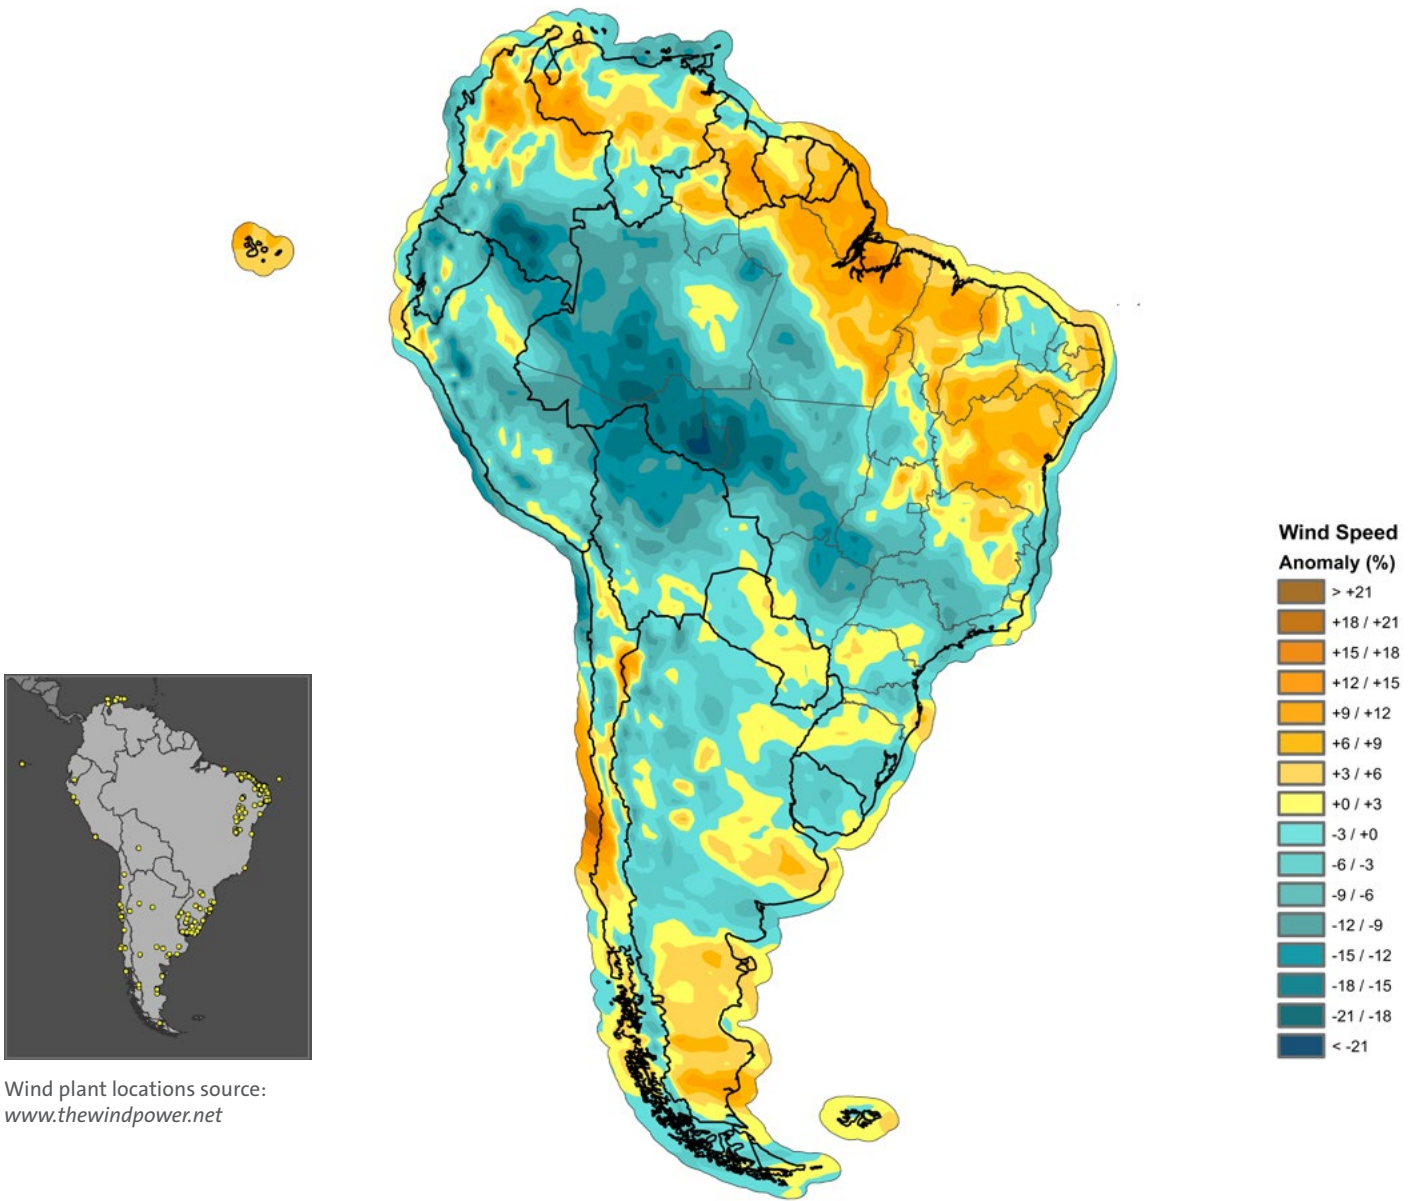 Wind Speed
Anomaly (%)
> +21
+18 / +21
+15 / +18
+12 / +15
+9 / +12
+6 / +9
+3 / +6
+0 / +3
-3 / +0
-6 / -3
-9 / -6
-12 / -9
-15 / -12
-18 / -15
-21 / -18
< -21
Wind plant locations source:
www.thewindpower.net